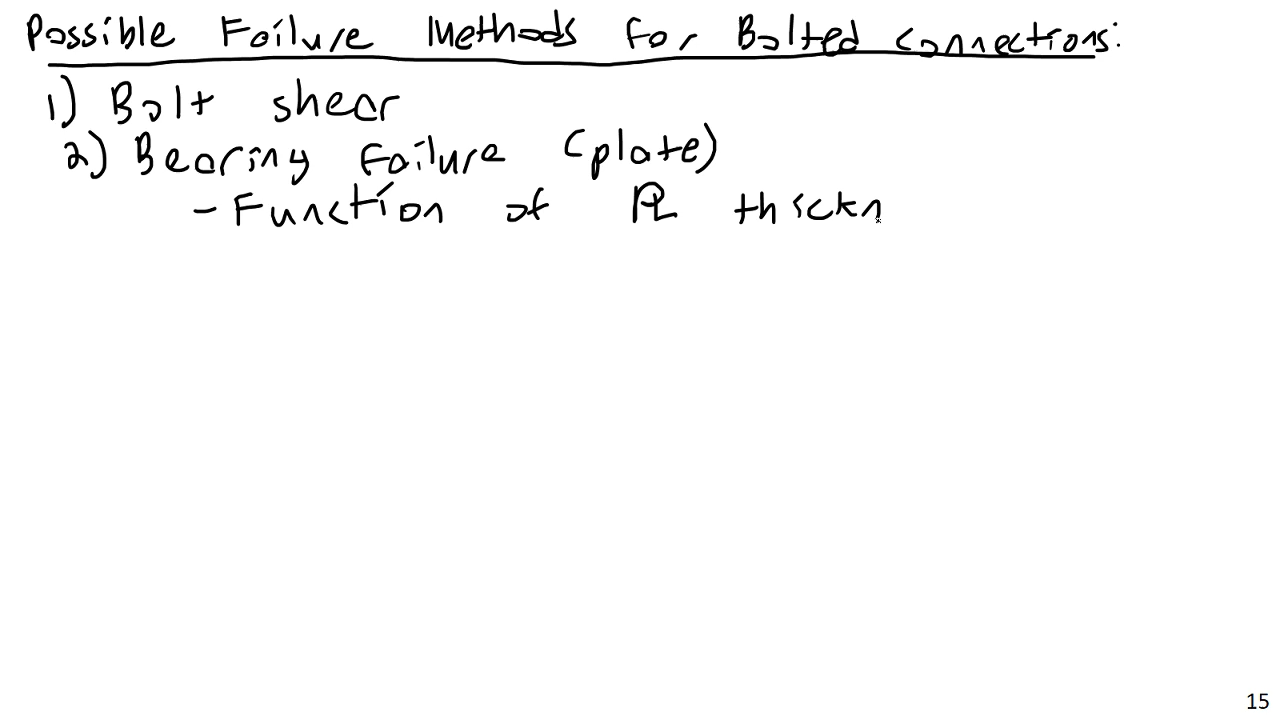 Possible Failure Methods for Bolted Connections:
1) Bolt shear
2) Bearing Failure (plate)
- Function of PL thickn
15